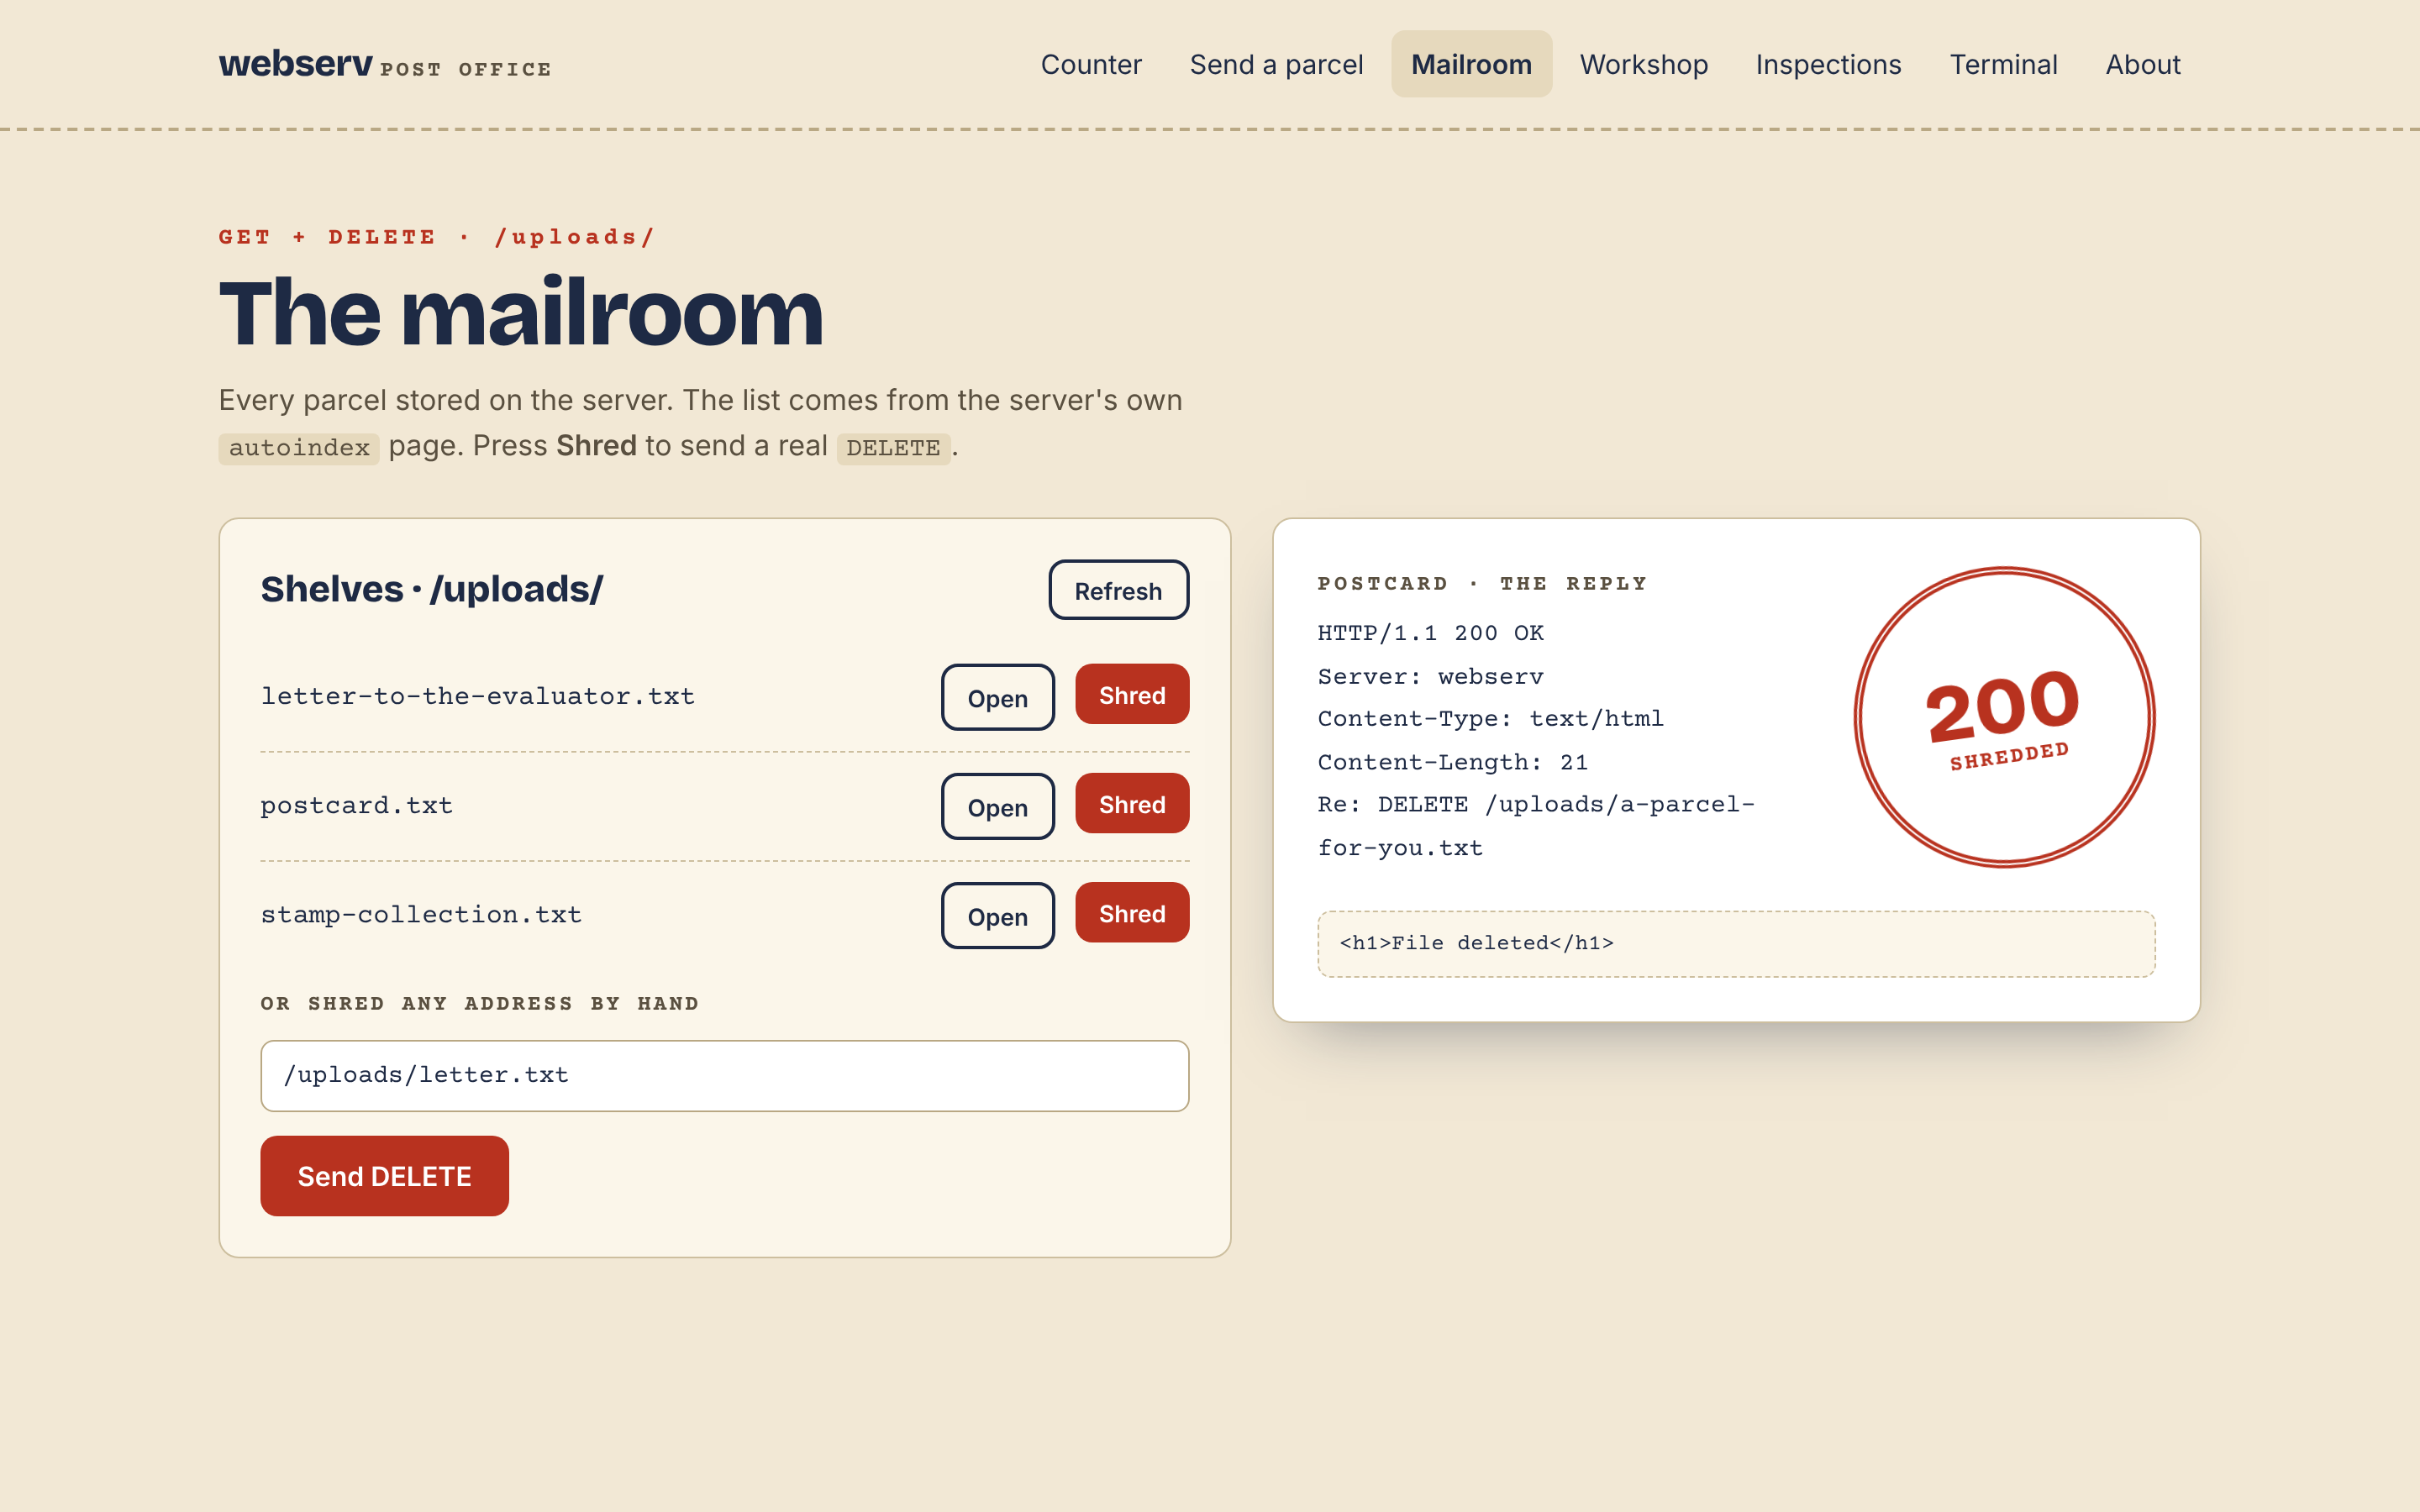 webserv POST OFFICE
Counter Send a parcel Mailroom Workshop Inspections Terminal About
GET + DELETE · /uploads/
The mailroom
Every parcel stored on the server. The list comes from the server's own
autoindex page. Press Shred to send a real DELETE.
Shelves · /uploads/
Refresh
letter-to-the-evaluator.txt Open Shred
postcard.txt Open Shred
stamp-collection.txt Open Shred
OR SHRED ANY ADDRESS BY HAND
/uploads/letter.txt
Send DELETE
POSTCARD · THE REPLY
HTTP/1.1 200 OK
Server: webserv
Content-Type: text/html
Content-Length: 21
Re: DELETE /uploads/a-parcel-
for-you.txt
200
SHREDDED
<h1>File deleted</h1>